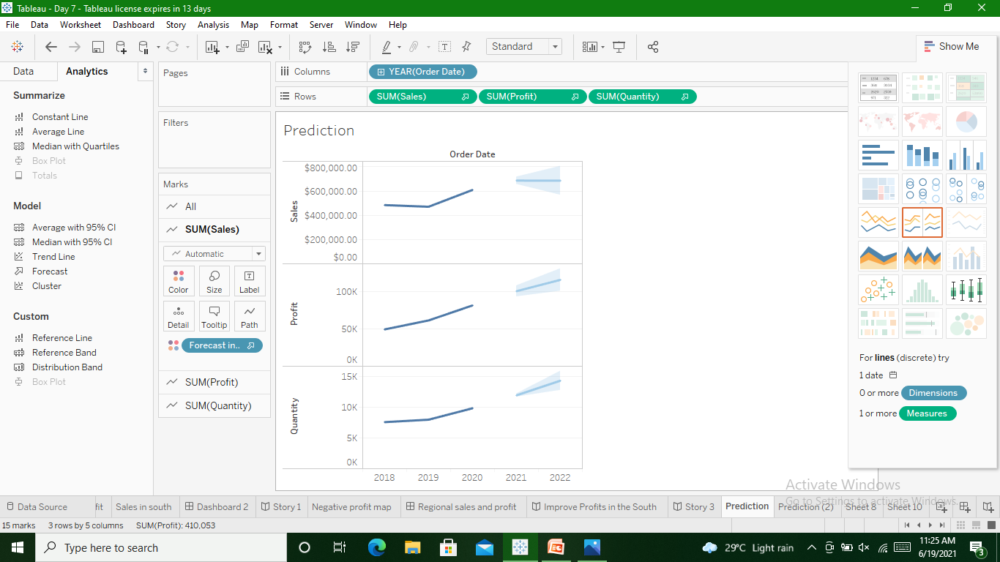 Tableau - Day 7 - Tableau license expires in 13 days
File Data Worksheet Dashboard Story Analysis Map Format Server Window Help
Standard
Show Me
Data Analytics
Summarize
Constant Line
Average Line
Median with Quartiles
Box Plot
Totals
Model
Average with 95% CI
Median with 95% CI
Trend Line
Forecast
Cluster
Custom
Reference Line
Reference Band
Distribution Band
Box Plot
Pages
Filters
Marks
All
SUM(Sales)
Automatic
Color Size Label
Detail Tooltip Path
Forecast in..
SUM(Profit)
SUM(Quantity)
Columns YEAR(Order Date)
Rows SUM(Sales) SUM(Profit) SUM(Quantity)
Prediction
Order Date
Sales
$800,000.00
$600,000.00
$400,000.00
$200,000.00
$0.00
Profit
100K
50K
0K
Quantity
15K
10K
5K
0K
2018 2019 2020 2021 2022
For lines (discrete) try
1 date
0 or more Dimensions
1 or more Measures
Activate Windows
Go to Settings to activate Windows.
Data Source fit Sales in south Dashboard 2 Story 1 Negative profit map Regional sales and profit Improve Profits in the South Story 3 Prediction Prediction (2) Sheet 8 Sheet 10
15 marks 3 rows by 5 columns SUM(Profit): 410,053
Type here to search
29°C Light rain
11:25 AM
6/19/2021
3